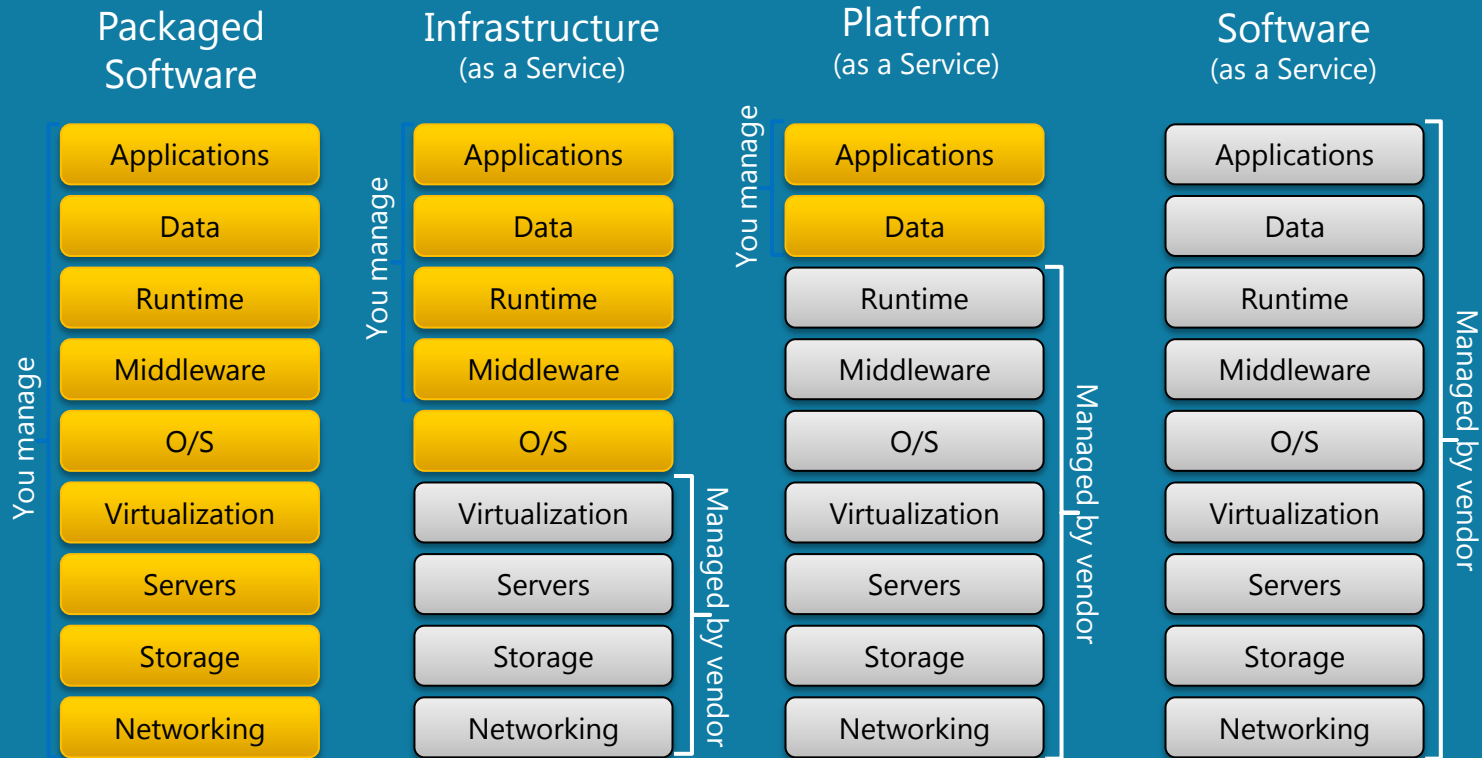 Packaged
Software
You manage
Applications
Data
Runtime
Middleware
O/S
Virtualization
Servers
Storage
Networking
Infrastructure
(as a Service)
You manage
Applications
Data
Runtime
Middleware
O/S
Virtualization
Servers
Storage
Networking
Managed by vendor
Platform
(as a Service)
You manage
Applications
Data
Runtime
Middleware
O/S
Virtualization
Servers
Storage
Networking
Managed by vendor
Software
(as a Service)
Applications
Data
Runtime
Middleware
O/S
Virtualization
Servers
Storage
Networking
Managed by vendor